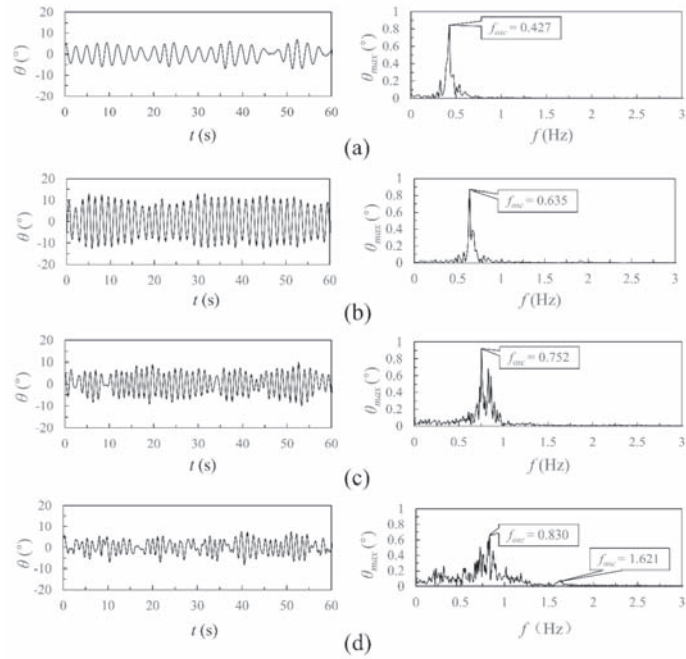 20
10
0
-10
-20
θ (°)
0 10 20 30 40 50 60
t (s)
1
0.8
0.6
0.4
0.2
0
θmax (°)
fosc = 0.427
0 0.5 1 1.5 2 2.5 3
f (Hz)
(a)
20
10
0
-10
-20
θ (°)
0 10 20 30 40 50 60
t (s)
1
0.8
0.6
0.4
0.2
0
θmax (°)
fosc = 0.635
0 0.5 1 1.5 2 2.5 3
f (Hz)
(b)
20
10
0
-10
-20
θ (°)
0 10 20 30 40 50 60
t (s)
1
0.8
0.6
0.4
0.2
0
θmax (°)
fosc = 0.752
0 0.5 1 1.5 2 2.5 3
f (Hz)
(c)
20
10
0
-10
-20
θ (°)
0 10 20 30 40 50 60
t (s)
1
0.8
0.6
0.4
0.2
0
θmax (°)
fosc = 0.830
fosc = 1.621
0 0.5 1 1.5 2 2.5 3
f（Hz）
(d)